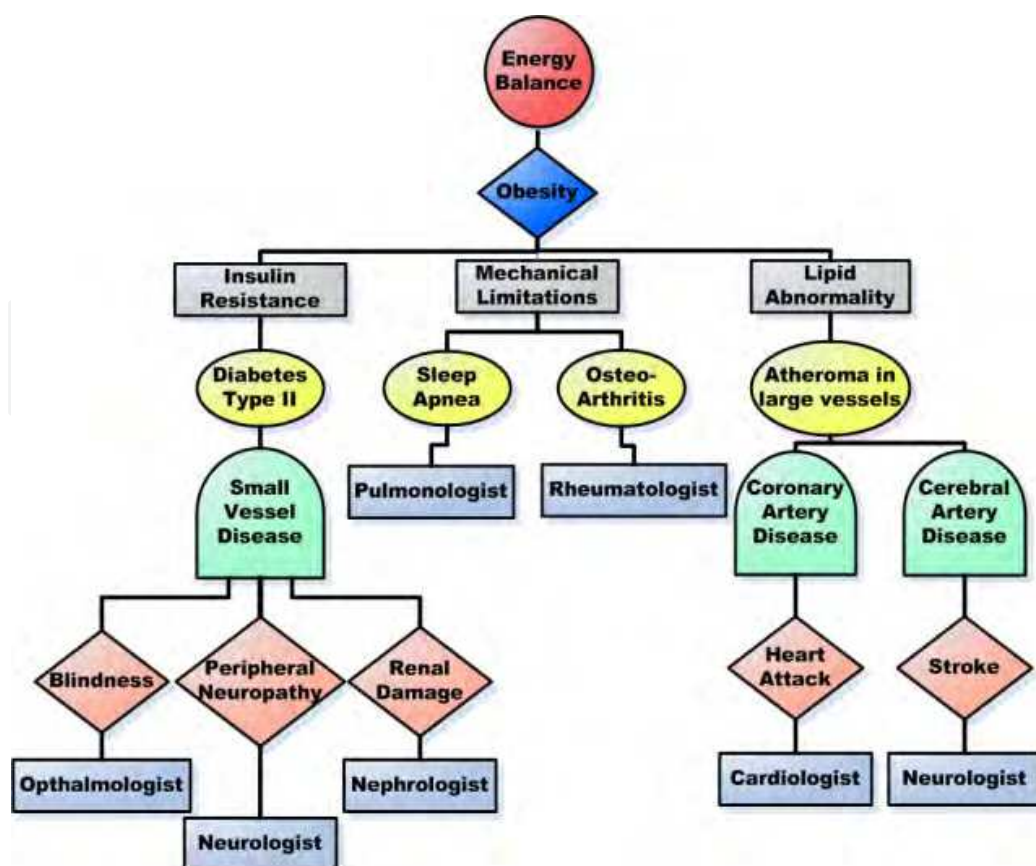 Energy
Balance
Obesity
Insulin
Resistance
Mechanical
Limitations
Lipid
Abnormality
Diabetes
Type II
Sleep
Apnea
Osteo-
Arthritis
Atheroma in
large vessels
Small
Vessel
Disease
Pulmonologist
Rheumatologist
Coronary
Artery
Disease
Cerebral
Artery
Disease
Blindness
Peripheral
Neuropathy
Renal
Damage
Heart
Attack
Stroke
Opthalmologist
Neurologist
Nephrologist
Cardiologist
Neurologist